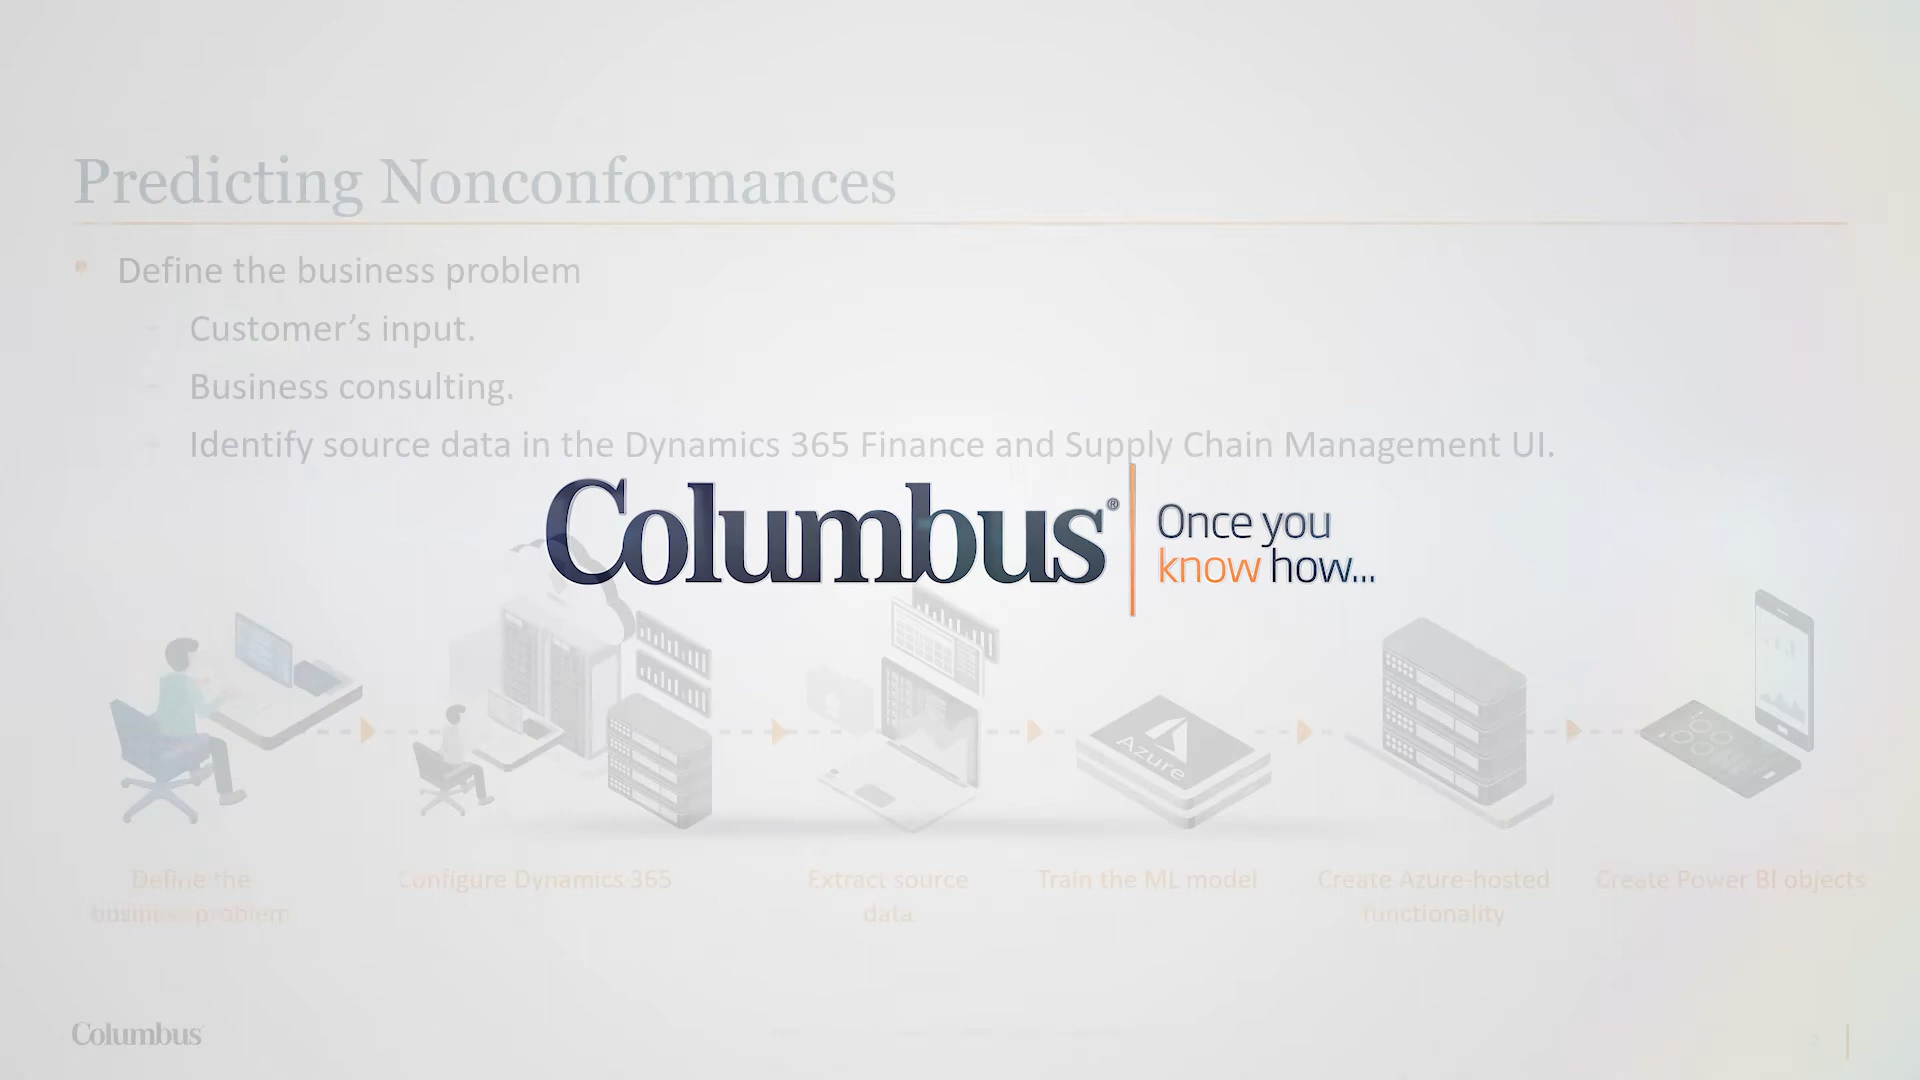 Predicting Nonconformances
• Define the business problem
- Customer’s input.
- Business consulting.
- Identify source data in the Dynamics 365 Finance and Supply Chain Management UI.
Columbus®
Once you
know how...
Azure
Define the
business problem
Configure Dynamics 365
Extract source
data
Train the ML model
Create Azure-hosted
functionality
Create Power BI objects
Columbus